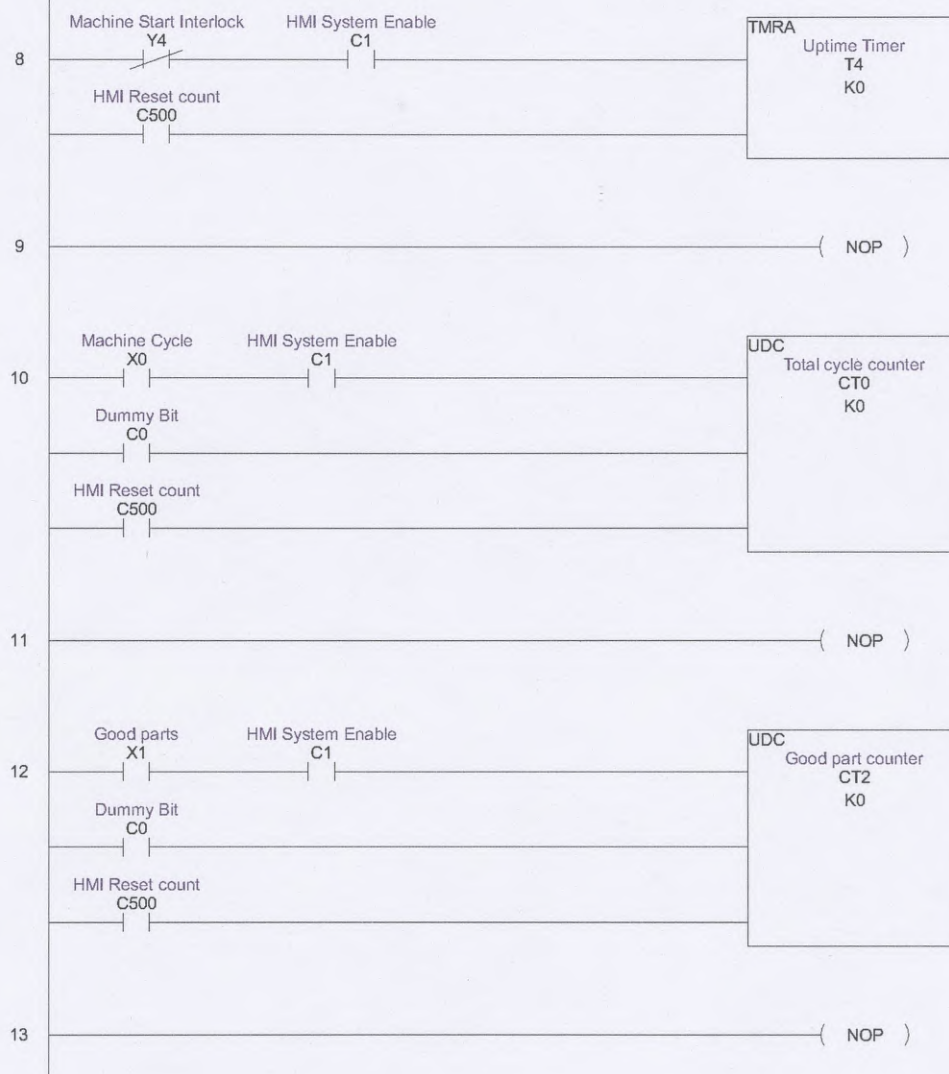 Machine Start Interlock HMI System Enable TMRA
Y4 C1 Uptime Timer
8 T4
HMI Reset count K0
C500
9 NOP
Machine Cycle HMI System Enable UDC
X0 C1 Total cycle counter
10 CT0
Dummy Bit K0
C0
HMI Reset count
C500
11 NOP
Good parts HMI System Enable UDC
X1 C1 Good part counter
12 CT2
Dummy Bit K0
C0
HMI Reset count
C500
13 NOP